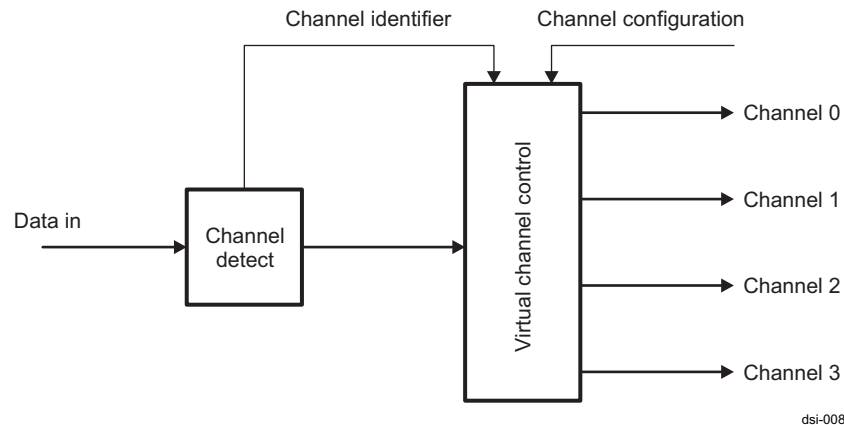 Channel identifier
Channel configuration
Channel 0
Channel 1
Data in
Channel
detect
Virtual channel control
Channel 2
Channel 3
dsi-008